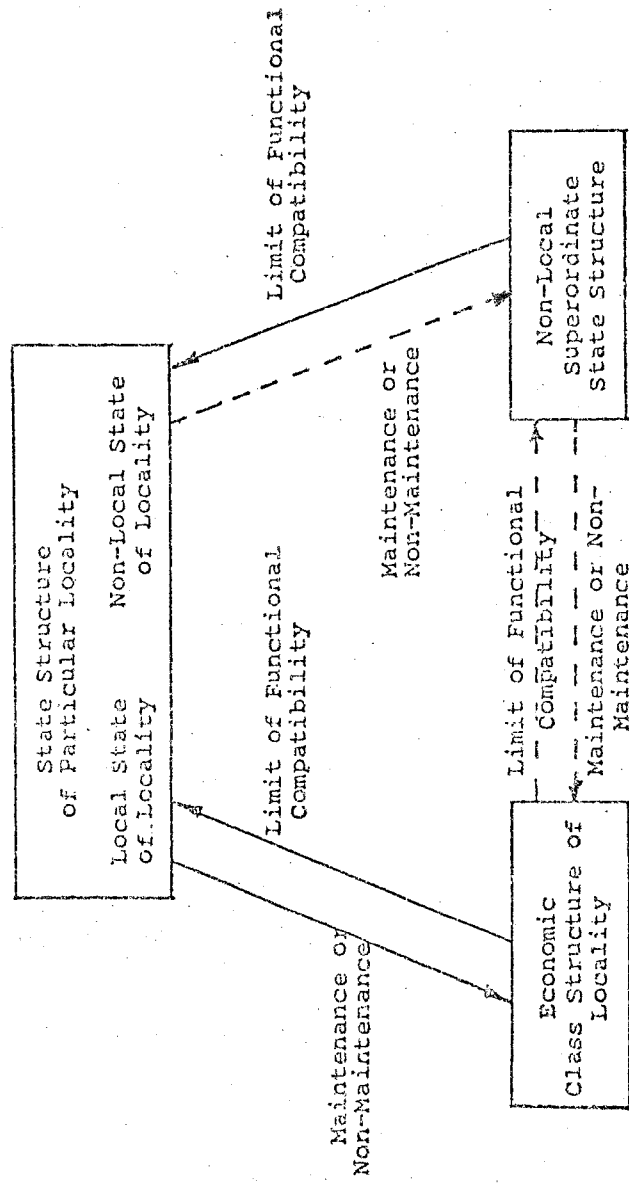 State Structure
of Particular Locality
Local State
of Locality
Non-Local State
of Locality
Maintenance or
Non-Maintenance
Limit of Functional
Compatibility
Maintenance or
Non-Maintenance
Limit of Functional
Compatibility
Economic
Class Structure of
Locality
Limit of Functional
Compatibility
Maintenance or Non-
Maintenance
Non-Local
Superordinate
State Structure